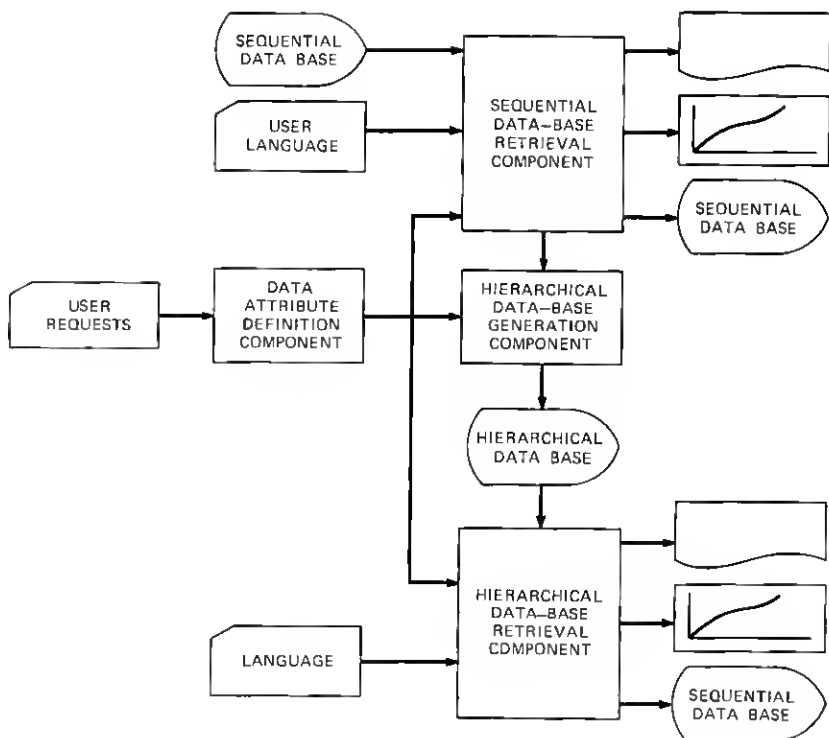 SEQUENTIAL
DATA BASE
USER
LANGUAGE
SEQUENTIAL
DATA-BASE
RETRIEVAL
COMPONENT
SEQUENTIAL
DATA BASE
USER
REQUESTS
DATA
ATTRIBUTE
DEFINITION
COMPONENT
HIERARCHICAL
DATA-BASE
GENERATION
COMPONENT
HIERARCHICAL
DATA BASE
LANGUAGE
HIERARCHICAL
DATA-BASE
RETRIEVAL
COMPONENT
SEQUENTIAL
DATA BASE